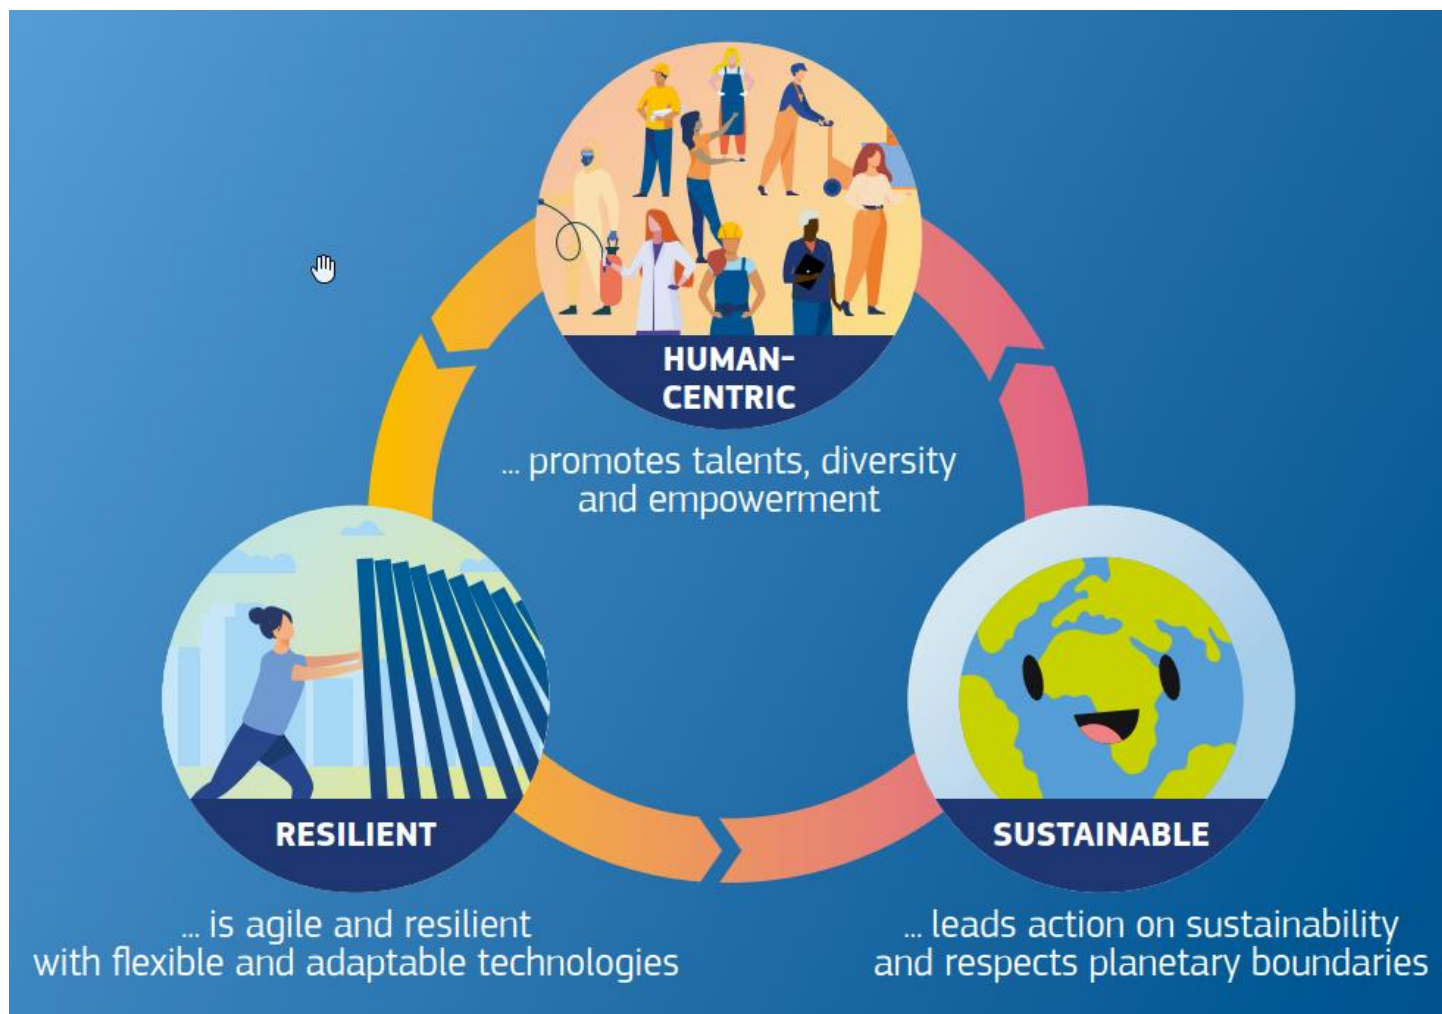 HUMAN-
CENTRIC
... promotes talents, diversity
and empowerment
RESILIENT
... is agile and resilient
with flexible and adaptable technologies
SUSTAINABLE
... leads action on sustainability
and respects planetary boundaries